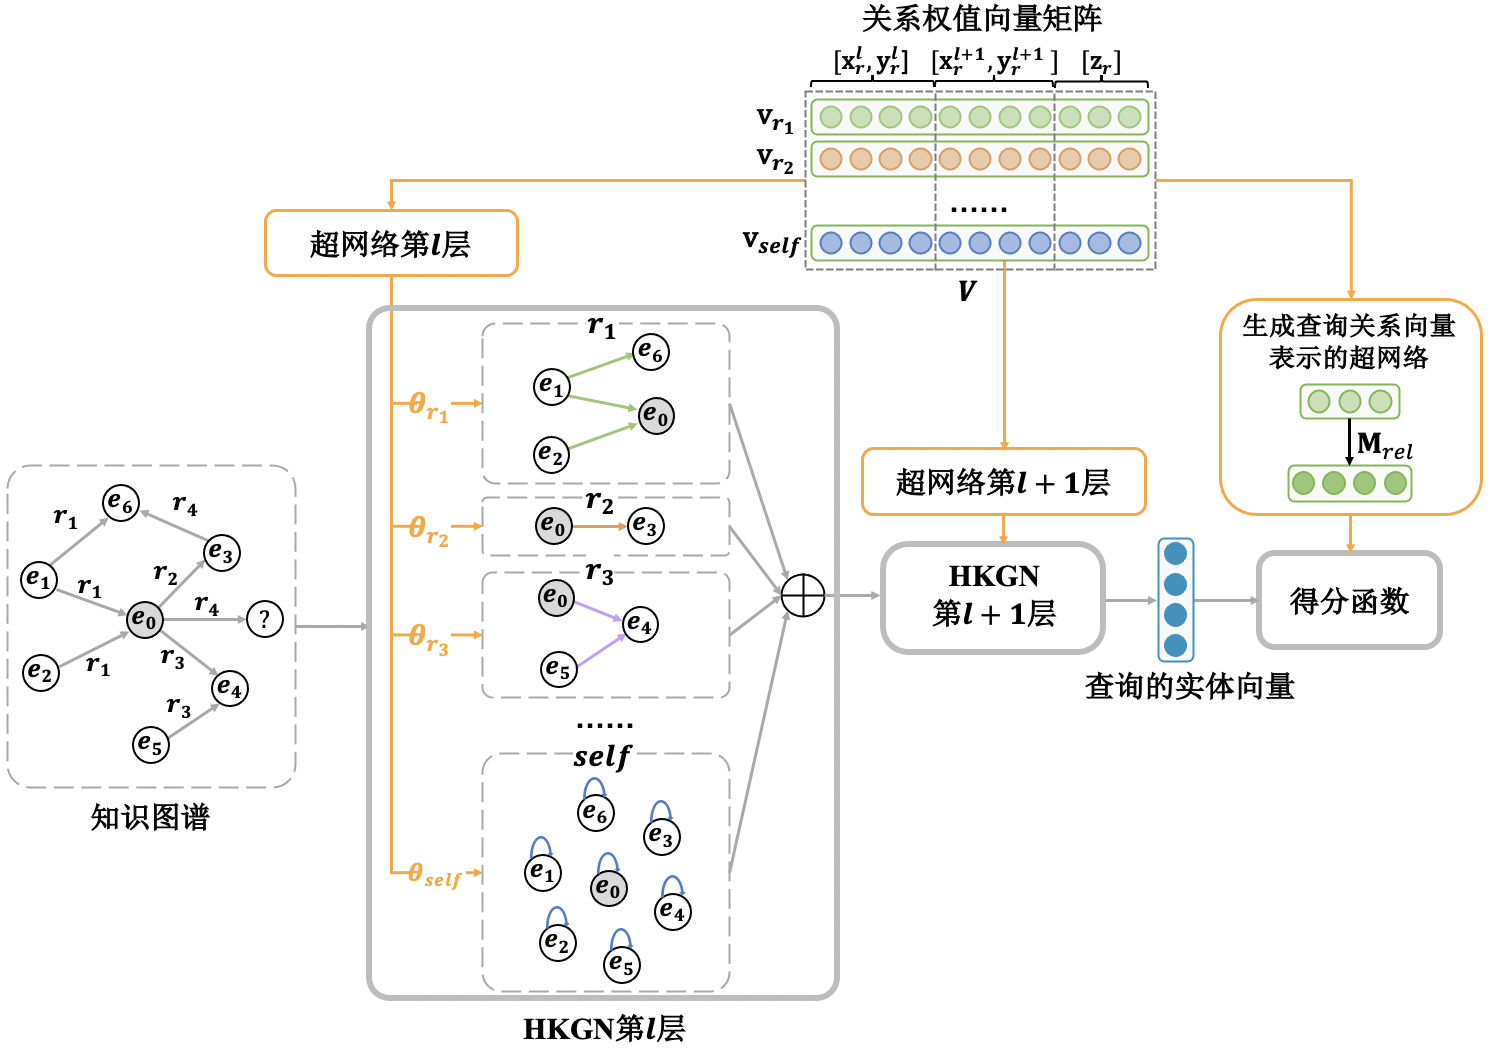 关系权值向量矩阵
[x_r^l, y_r^l] [x_r^{l+1}, y_r^{l+1}] [z_r]
v_{r_1}
v_{r_2}
......
v_{self}
V
超网络第l层
生成查询关系向量
表示的超网络
M_{rel}
超网络第l + 1层
HKGN
第l + 1层
得分函数
查询的实体向量
θ_{r_1}
θ_{r_2}
θ_{r_3}
θ_{self}
r_1
e_6
e_1
e_0
e_2
r_2
e_0
e_3
r_3
e_0
e_4
e_5
......
self
e_6
e_3
e_1
e_0
e_4
e_2
e_5
HKGN第l层
e_6
r_1
r_4
e_3
e_1
r_1
r_2
e_0
r_4
?
e_2
r_1
r_3
e_4
r_3
e_5
知识图谱